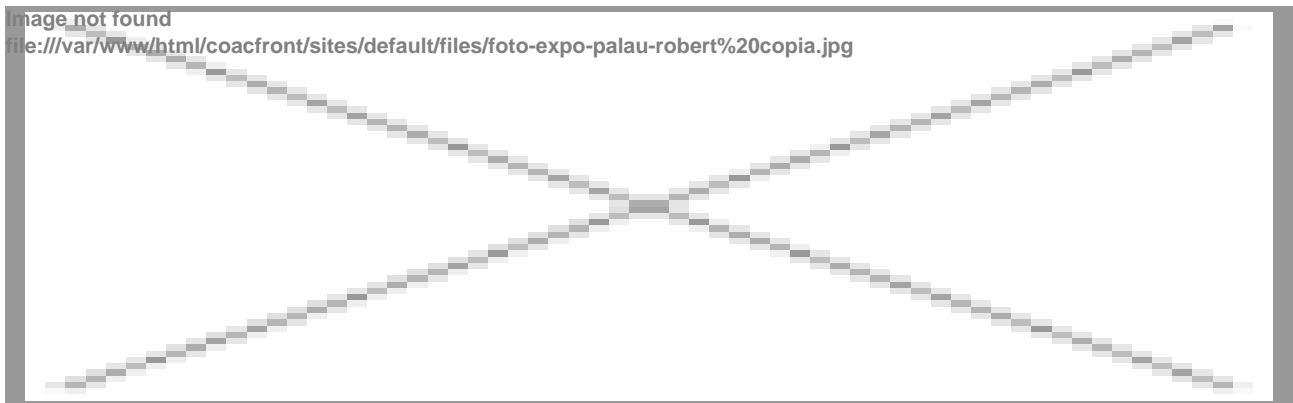 Image not found
file:///var/www/html/coacfront/sites/default/files/foto-expo-palau-robert%20copia.jpg